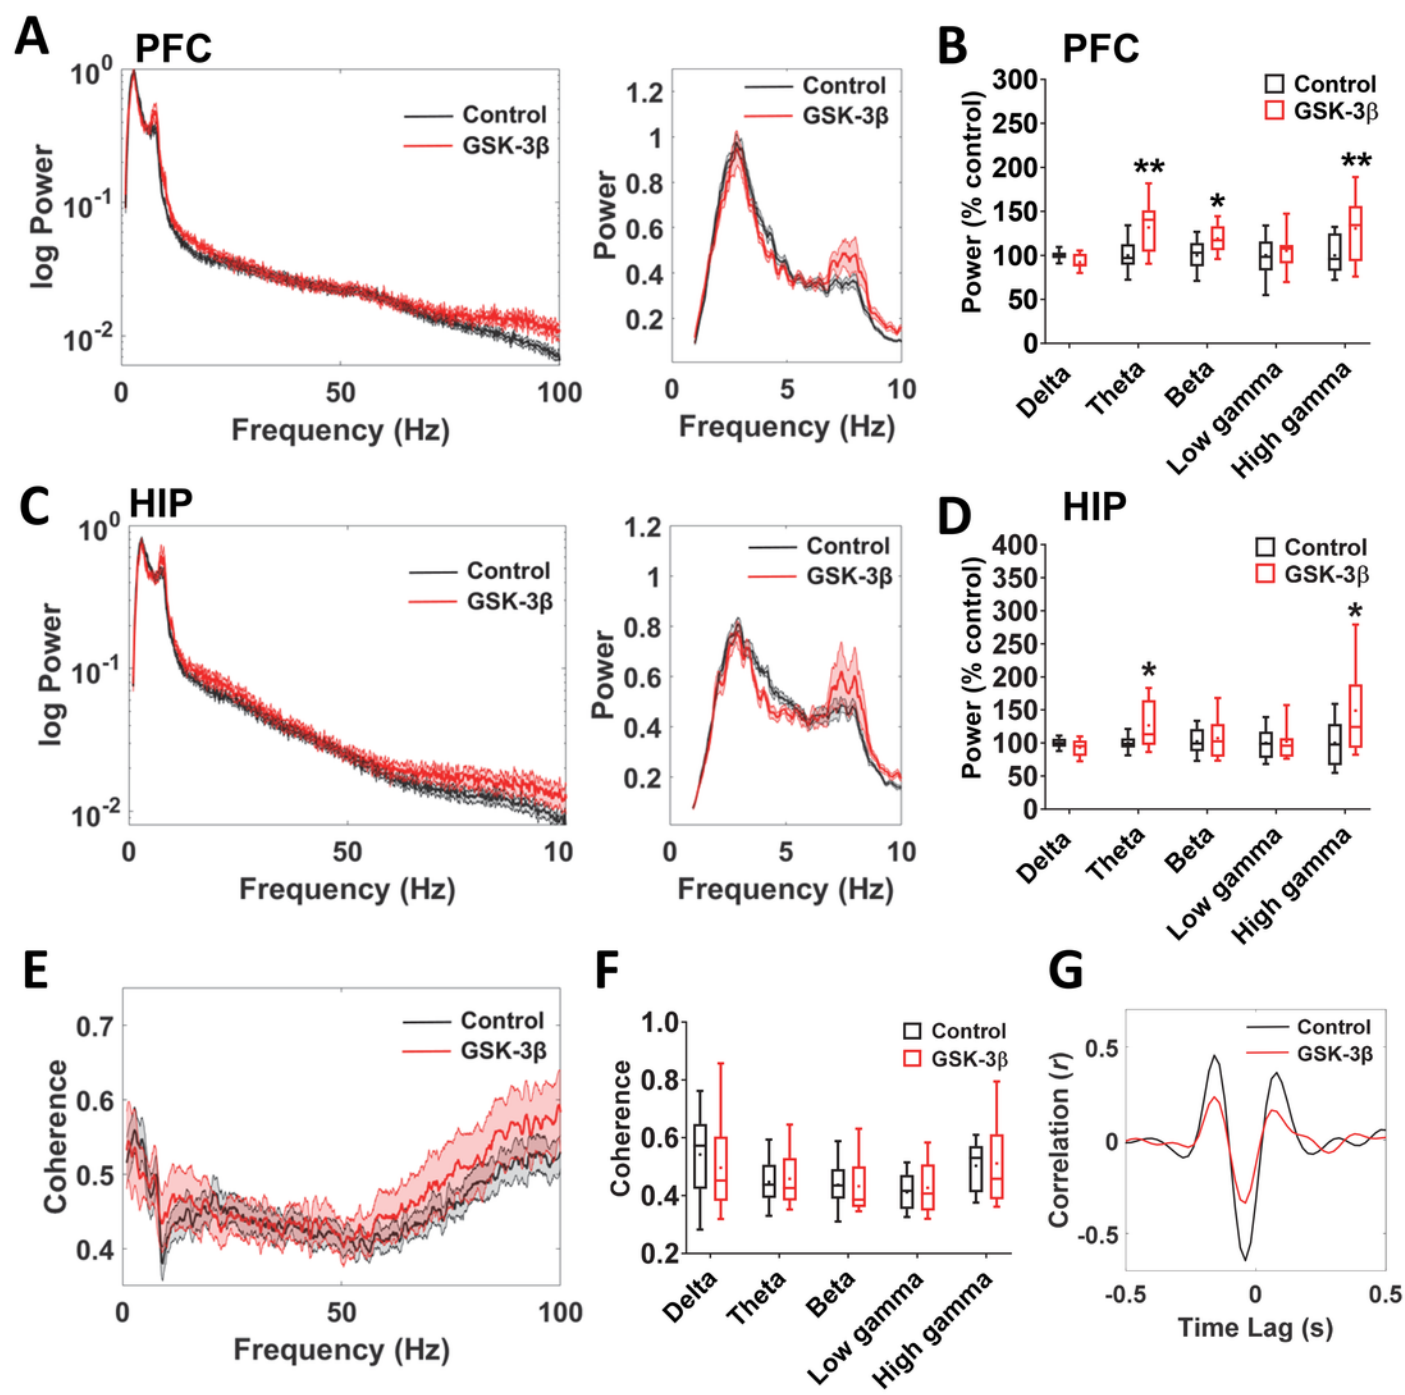 A
PFC
10⁰
10⁻¹
10⁻²
log Power
Control
GSK-3β
0
50
100
Frequency (Hz)
1.2
1
0.8
0.6
0.4
0.2
Power
Control
GSK-3β
0
5
10
Frequency (Hz)
B
PFC
300
250
200
150
100
50
0
Power (% control)
Control
GSK-3β
**
*
**
Delta
Theta
Beta
Low gamma
High gamma
C
HIP
10⁰
10⁻¹
10⁻²
log Power
Control
GSK-3β
0
50
10
Frequency (Hz)
1.2
1
0.8
0.6
0.4
0.2
Power
Control
GSK-3β
0
5
10
Frequency (Hz)
D
HIP
400
350
300
250
200
150
100
50
0
Power (% control)
Control
GSK-3β
*
*
Delta
Theta
Beta
Low gamma
High gamma
E
0.7
0.6
0.5
0.4
Coherence
Control
GSK-3β
0
50
100
Frequency (Hz)
F
1.0
0.8
0.6
0.4
0.2
Coherence
Control
GSK-3β
Delta
Theta
Beta
Low gamma
High gamma
G
0.5
0
-0.5
Correlation (r)
Control
GSK-3β
-0.5
0
0.5
Time Lag (s)